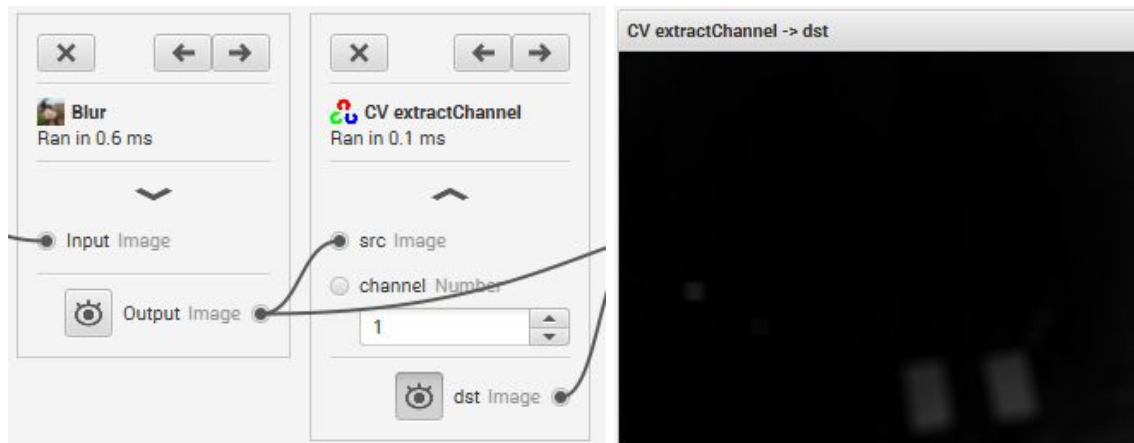 Blur
Ran in 0.6 ms
Input Image
Output Image
CV extractChannel
Ran in 0.1 ms
src Image
channel Number
1
dst Image
CV extractChannel -> dst